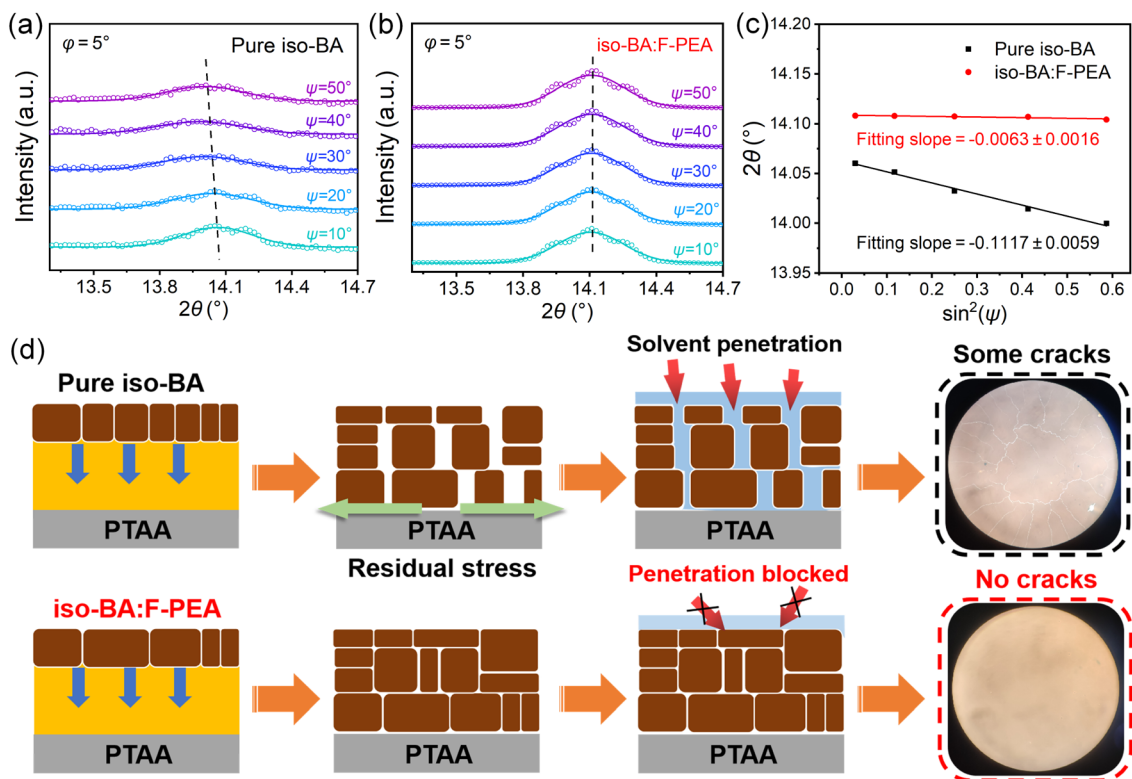 (a)
φ = 5°
Pure iso-BA
ψ=50°
ψ=40°
ψ=30°
ψ=20°
ψ=10°
Intensity (a.u.)
13.5 13.8 14.1 14.4 14.7
2θ (°)
(b)
φ = 5°
iso-BA:F-PEA
ψ=50°
ψ=40°
ψ=30°
ψ=20°
ψ=10°
Intensity (a.u.)
13.5 13.8 14.1 14.4 14.7
2θ (°)
(c)
14.20
14.15
14.10
14.05
14.00
13.95
2θ (°)
Pure iso-BA
iso-BA:F-PEA
Fitting slope = -0.0063 ± 0.0016
Fitting slope = -0.1117 ± 0.0059
0.0 0.1 0.2 0.3 0.4 0.5 0.6 0.7
sin²(ψ)
(d)
Pure iso-BA
Solvent penetration
Some cracks
PTAA
PTAA
PTAA
Residual stress
iso-BA:F-PEA
Penetration blocked
No cracks
PTAA
PTAA
PTAA